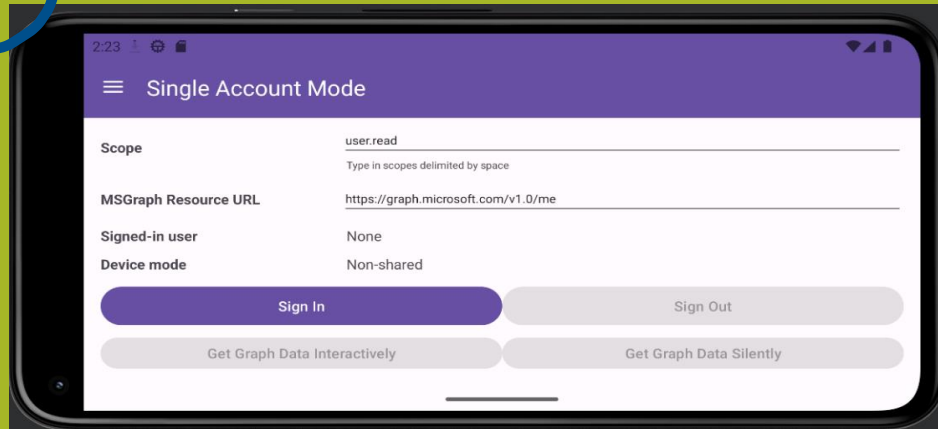 2:23
Single Account Mode
Scope
user.read
Type in scopes delimited by space
MSGraph Resource URL
https://graph.microsoft.com/v1.0/me
Signed-in user
None
Device mode
Non-shared
Sign In
Sign Out
Get Graph Data Interactively
Get Graph Data Silently